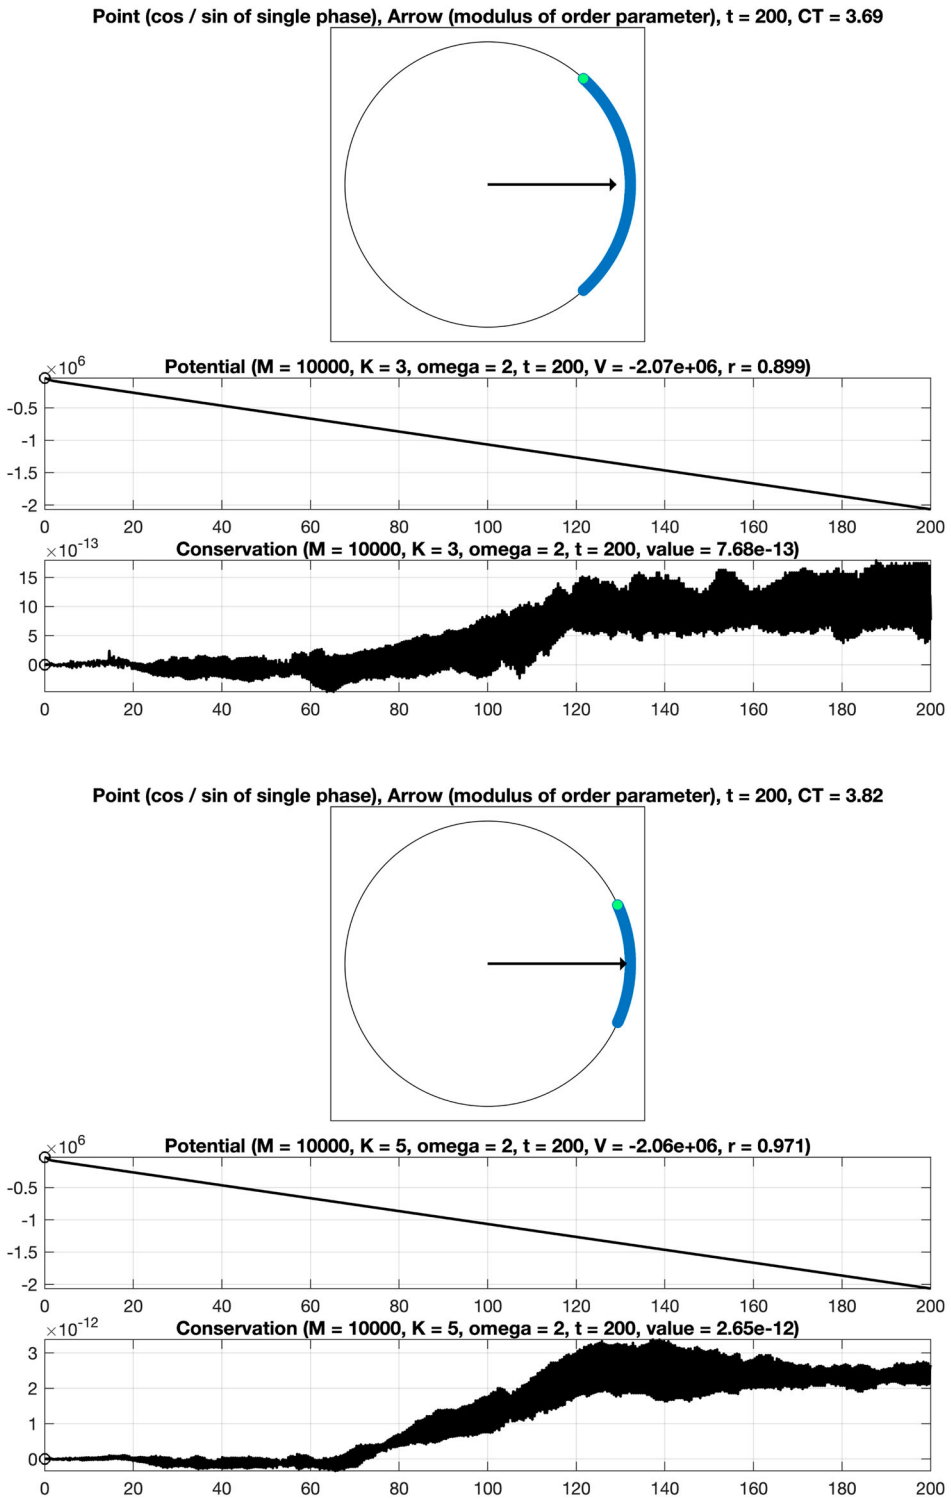 Point (cos / sin of single phase), Arrow (modulus of order parameter), t = 200, CT = 3.69
×10^6
Potential (M = 10000, K = 3, omega = 2, t = 200, V = -2.07e+06, r = 0.899)
0
-0.5
-1
-1.5
-2
0 20 40 60 80 100 120 140 160 180 200
×10^-13
Conservation (M = 10000, K = 3, omega = 2, t = 200, value = 7.68e-13)
15
10
5
0
0 20 40 60 80 100 120 140 160 180 200
Point (cos / sin of single phase), Arrow (modulus of order parameter), t = 200, CT = 3.82
×10^6
Potential (M = 10000, K = 5, omega = 2, t = 200, V = -2.06e+06, r = 0.971)
0
-0.5
-1
-1.5
-2
0 20 40 60 80 100 120 140 160 180 200
×10^-12
Conservation (M = 10000, K = 5, omega = 2, t = 200, value = 2.65e-12)
3
2
1
0
0 20 40 60 80 100 120 140 160 180 200